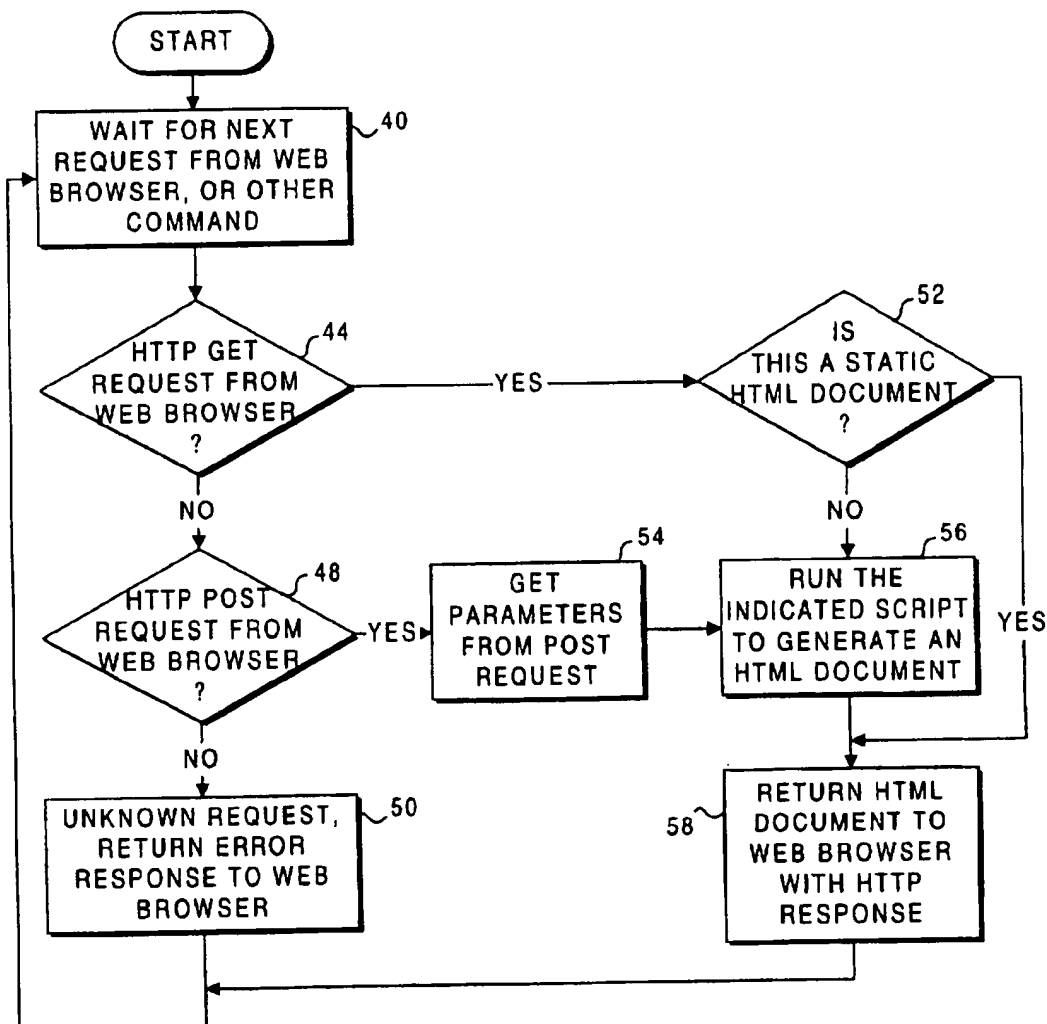 START
40
WAIT FOR NEXT
REQUEST FROM WEB
BROWSER, OR OTHER
COMMAND
44
HTTP GET
REQUEST FROM
WEB BROWSER
?
YES
52
IS
THIS A STATIC
HTML DOCUMENT
?
NO
NO
YES
48
HTTP POST
REQUEST FROM
WEB BROWSER
?
YES
54
GET
PARAMETERS
FROM POST
REQUEST
56
RUN THE
INDICATED SCRIPT
TO GENERATE AN
HTML DOCUMENT
NO
50
UNKNOWN REQUEST,
RETURN ERROR
RESPONSE TO WEB
BROWSER
58
RETURN HTML
DOCUMENT TO
WEB BROWSER
WITH HTTP
RESPONSE